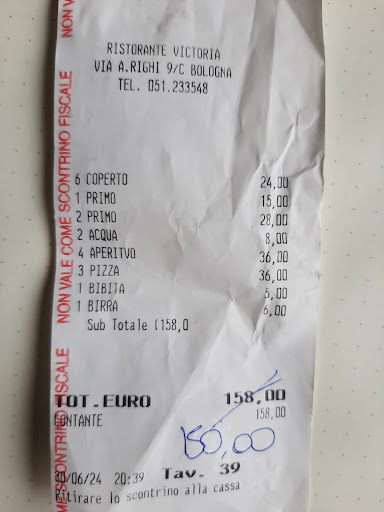 RISTORANTE VICTORIA
VIA A.RIGHI 9/C BOLOGNA
TEL. 051.233548
6 COPERTO 24,00
1 PRIMO 15,00
2 PRIMO 28,00
2 ACQUA 8,00
4 APERITVO 36,00
3 PIZZA 36,00
1 BIBITA 5,00
1 BIRRA 6,00
Sub Totale (158,0
TOT.EURO 158,00
CONTANTE 158,00
150,00
30/06/24 20:39 Tav. 39
Ritirare lo scontrino alla cassa
NON VALE COME SCONTRINO FISCALE
NON VALE COME SCONTRINO FISCALE